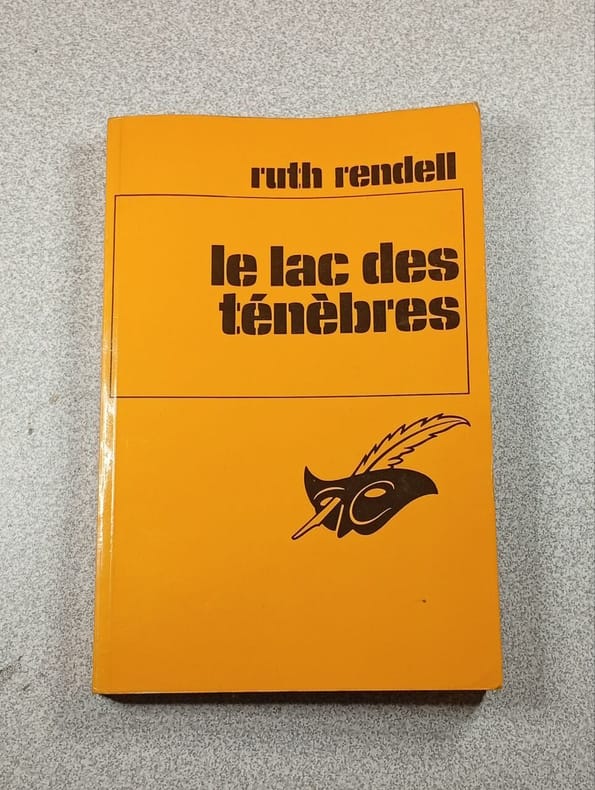 ruth rendell
le lac des
ténèbres